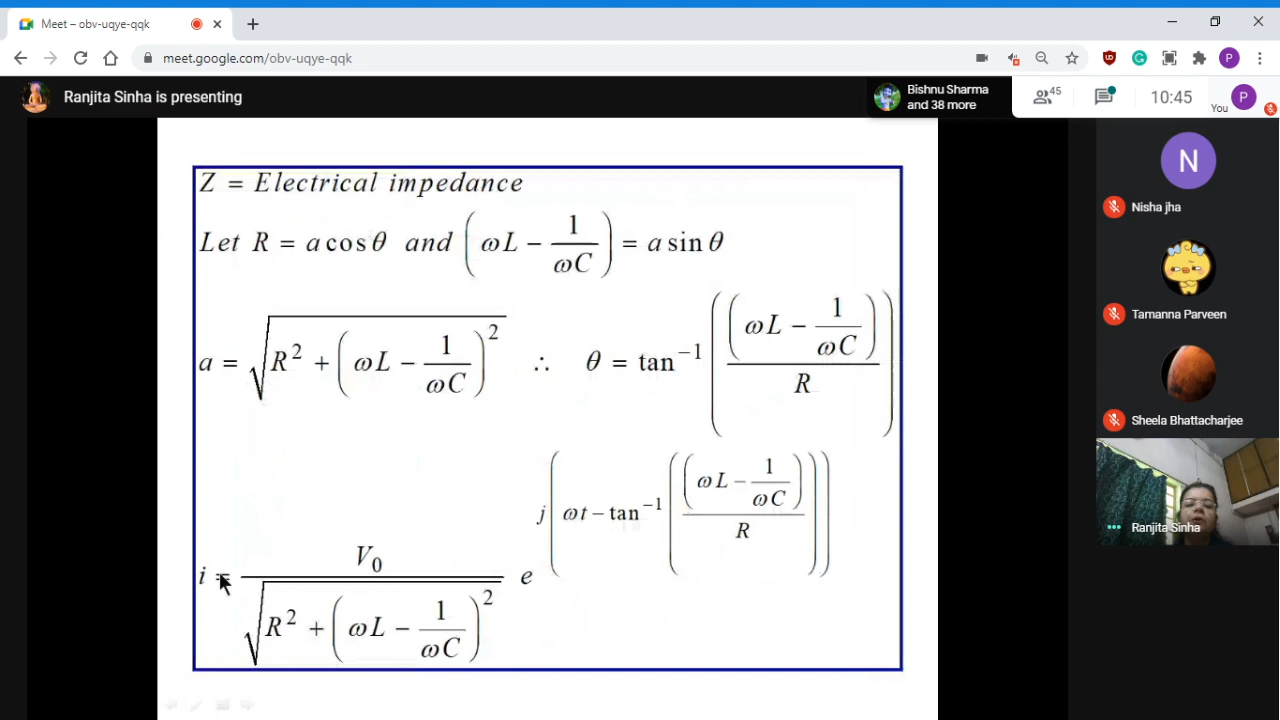 Meet – obv-uqye-qqk
meet.google.com/obv-uqye-qqk
P
Ranjita Sinha is presenting
Bishnu Sharma
and 38 more
45
10:45
You
P
Z = Electrical impedance
Let R = a cos θ and (ωL − 1/ωC) = a sin θ
a = √(R² + (ωL − 1/ωC)²) ∴ θ = tan⁻¹((ωL − 1/ωC)/R)
i = V₀/√(R² + (ωL − 1/ωC)²) e^j(ωt − tan⁻¹((ωL − 1/ωC)/R))
N
Nisha jha
Tamanna Parveen
Sheela Bhattacharjee
Ranjita Sinha